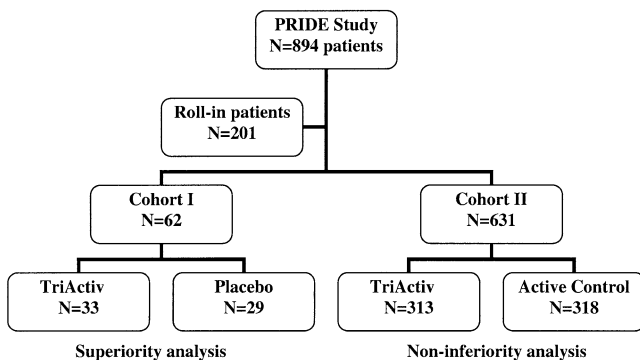 PRIDE Study
N=894 patients
Roll-in patients
N=201
Cohort I
N=62
Cohort II
N=631
TriActiv
N=33
Placebo
N=29
TriActiv
N=313
Active Control
N=318
Superiority analysis
Non-inferiority analysis